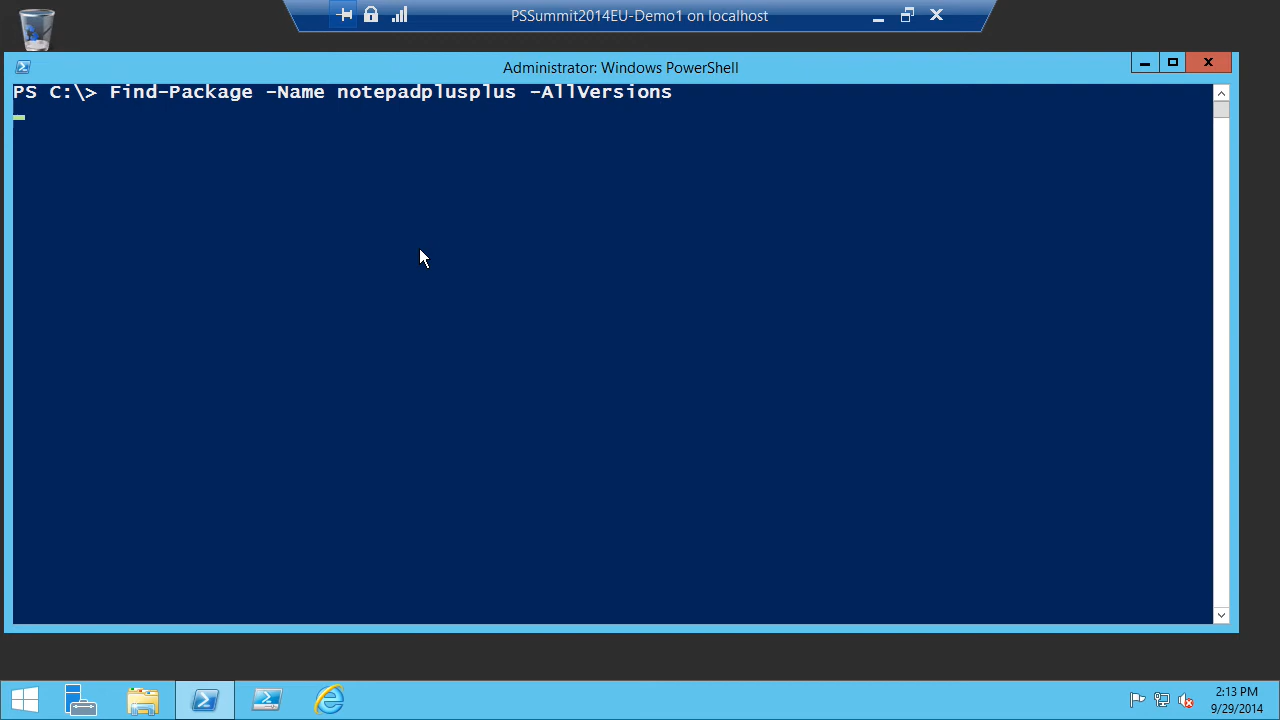 PSSummit2014EU-Demo1 on localhost
Administrator: Windows PowerShell
PS C:\> Find-Package -Name notepadplusplus -AllVersions
2:13 PM
9/29/2014